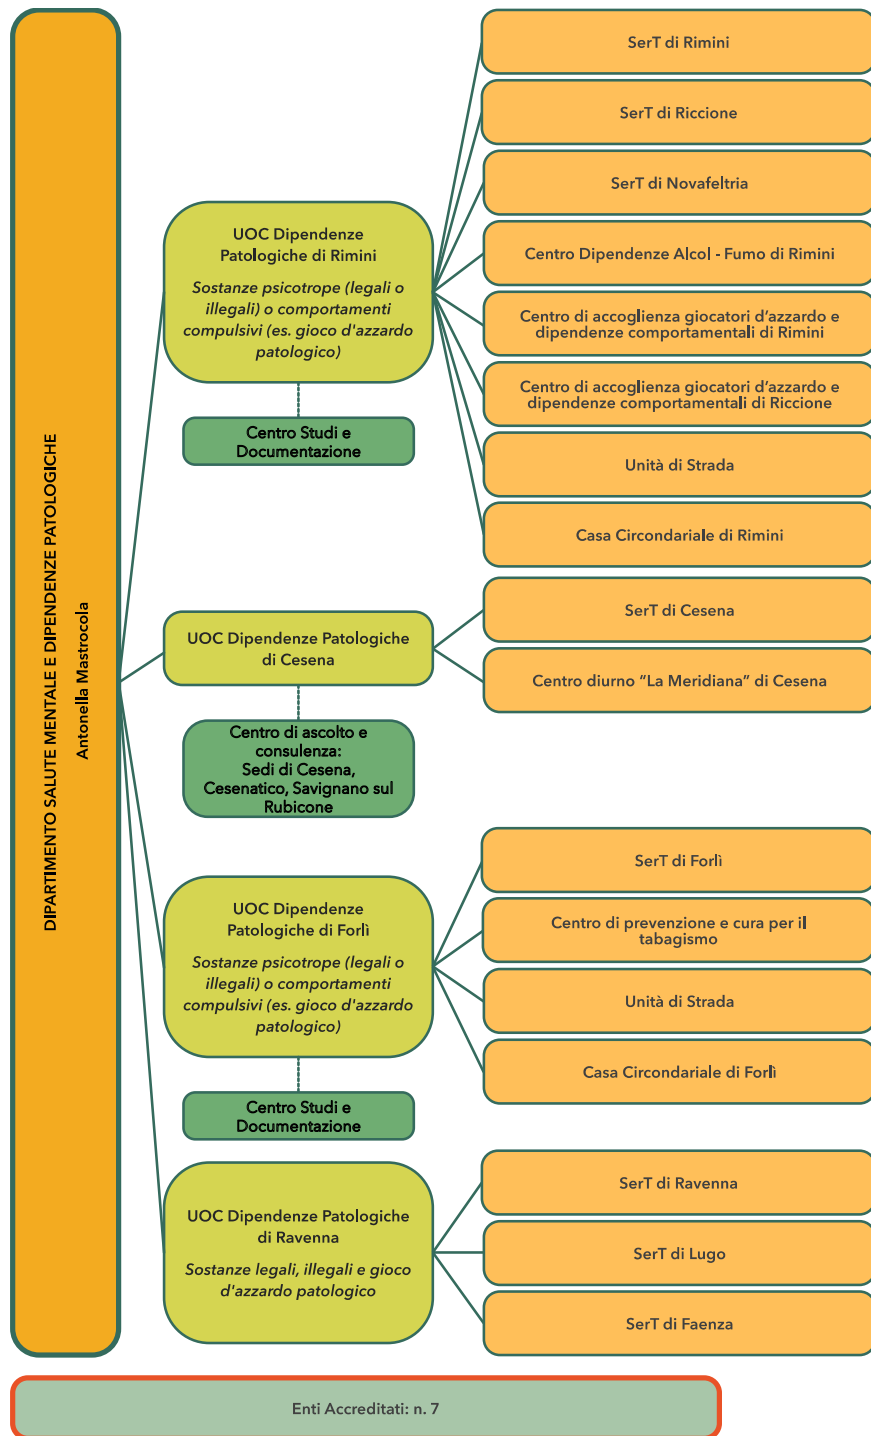 DIPARTIMENTO SALUTE MENTALE E DIPENDENZE PATOLOGICHE
Antonella Mastrocola
UOC Dipendenze
Patologiche di Rimini
Sostanze psicotrope (legali o
illegali) o comportamenti
compulsivi (es. gioco d'azzardo
patologico)
Centro Studi e
Documentazione
SerT di Rimini
SerT di Riccione
SerT di Novafeltria
Centro Dipendenze Alcol - Fumo di Rimini
Centro di accoglienza giocatori d’azzardo e
dipendenze comportamentali di Rimini
Centro di accoglienza giocatori d’azzardo e
dipendenze comportamentali di Riccione
Unità di Strada
Casa Circondariale di Rimini
UOC Dipendenze Patologiche
di Cesena
Centro di ascolto e
consulenza:
Sedi di Cesena,
Cesenatico, Savignano sul
Rubicone
SerT di Cesena
Centro diurno “La Meridiana” di Cesena
UOC Dipendenze
Patologiche di Forlì
Sostanze psicotrope (legali o
illegali) o comportamenti
compulsivi (es. gioco d'azzardo
patologico)
Centro Studi e
Documentazione
SerT di Forlì
Centro di prevenzione e cura per il
tabagismo
Unità di Strada
Casa Circondariale di Forlì
UOC Dipendenze Patologiche
di Ravenna
Sostanze legali, illegali e gioco
d'azzardo patologico
SerT di Ravenna
SerT di Lugo
SerT di Faenza
Enti Accreditati: n. 7